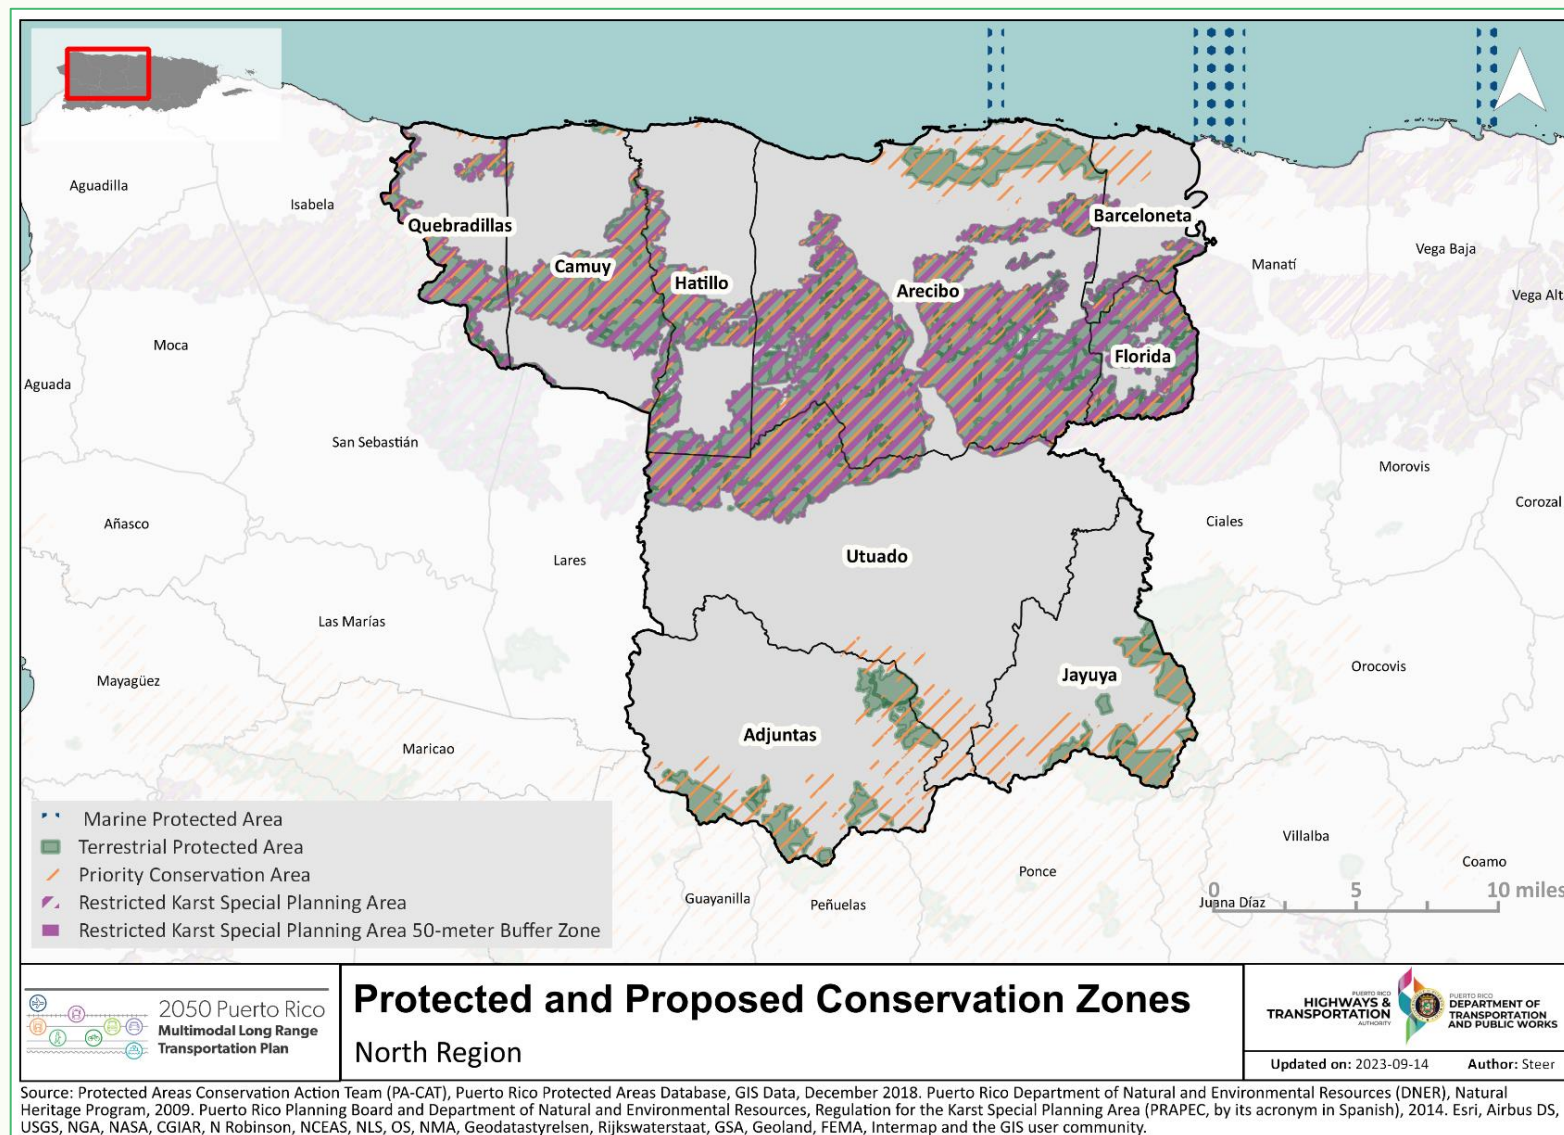 Aguadilla
Isabela
Quebradillas
Barceloneta
Camuy
Hatillo
Arecibo
Manatí
Vega Baja
Vega Alt
Moca
Aguada
Florida
San Sebastián
Morovis
Corozal
Añasco
Ciales
Lares
Utuado
Las Marías
Mayagüez
Jayuya
Orocovis
Adjuntas
Maricao
Marine Protected Area
Terrestrial Protected Area
Priority Conservation Area
Restricted Karst Special Planning Area
Restricted Karst Special Planning Area 50-meter Buffer Zone
Guayanilla
Peñuelas
Ponce
Villalba
Coamo
Juana Díaz
0 5 10 miles
2050 Puerto Rico
Multimodal Long Range
Transportation Plan
Protected and Proposed Conservation Zones
North Region
PUERTO RICO
HIGHWAYS &
TRANSPORTATION
AUTHORITY
PUERTO RICO
DEPARTMENT OF
TRANSPORTATION
AND PUBLIC WORKS
Updated on: 2023-09-14 Author: Steer
Source: Protected Areas Conservation Action Team (PA-CAT), Puerto Rico Protected Areas Database, GIS Data, December 2018. Puerto Rico Department of Natural and Environmental Resources (DNER), Natural
Heritage Program, 2009. Puerto Rico Planning Board and Department of Natural and Environmental Resources, Regulation for the Karst Special Planning Area (PRAPEC, by its acronym in Spanish), 2014. Esri, Airbus DS,
USGS, NGA, NASA, CGIAR, N Robinson, NCEAS, NLS, OS, NMA, Geodatastyrelsen, Rijkswaterstaat, GSA, Geoland, FEMA, Intermap and the GIS user community.